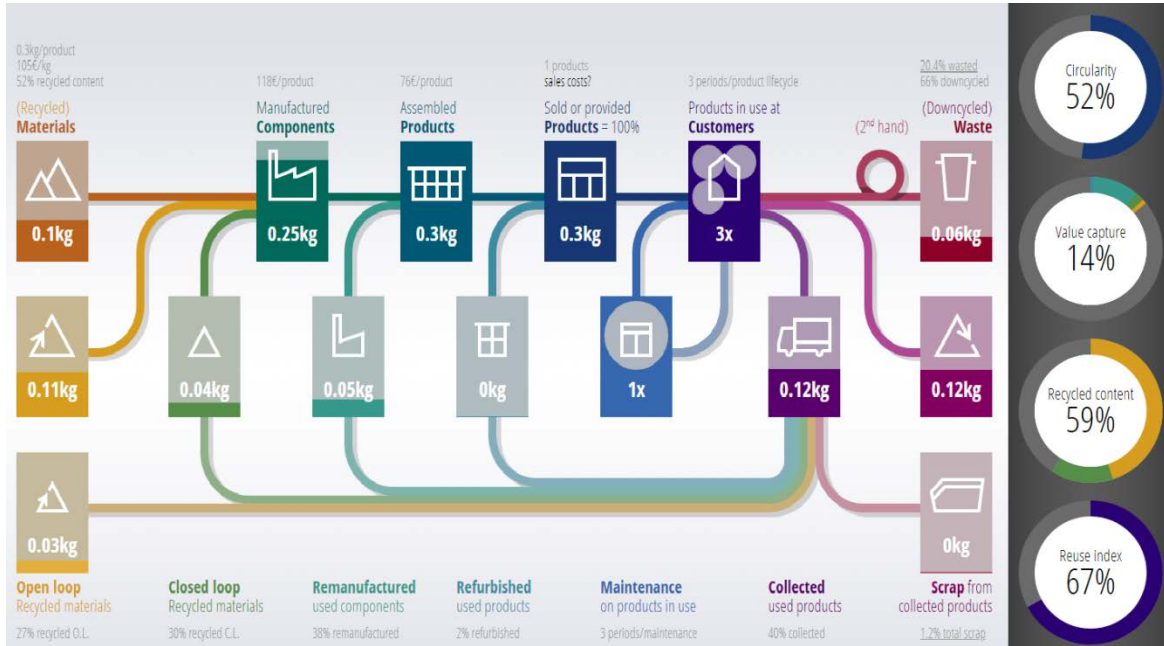 0.3kg/product
105€/kg
52% recycled content
118€/product
76€/product
1 products
sales costs?
3 periods/product lifecycle
20.4% wasted
66% downcycled
(Recycled)
Materials
Manufactured
Components
Assembled
Products
Sold or provided
Products = 100%
Products in use at
Customers
(2nd hand)
(Downcycled)
Waste
0.1kg
0.25kg
0.3kg
0.3kg
3x
0.06kg
0.11kg
0.04kg
0.05kg
0kg
1x
0.12kg
0.12kg
0.03kg
0kg
Open loop
Recycled materials
27% recycled O.L.
Closed loop
Recycled materials
30% recycled C.L.
Remanufactured
used components
38% remanufactured
Refurbished
used products
2% refurbished
Maintenance
on products in use
3 periods/maintenance
Collected
used products
40% collected
Scrap from
collected products
1.2% total scrap
Circularity
52%
Value capture
14%
Recycled content
59%
Reuse index
67%